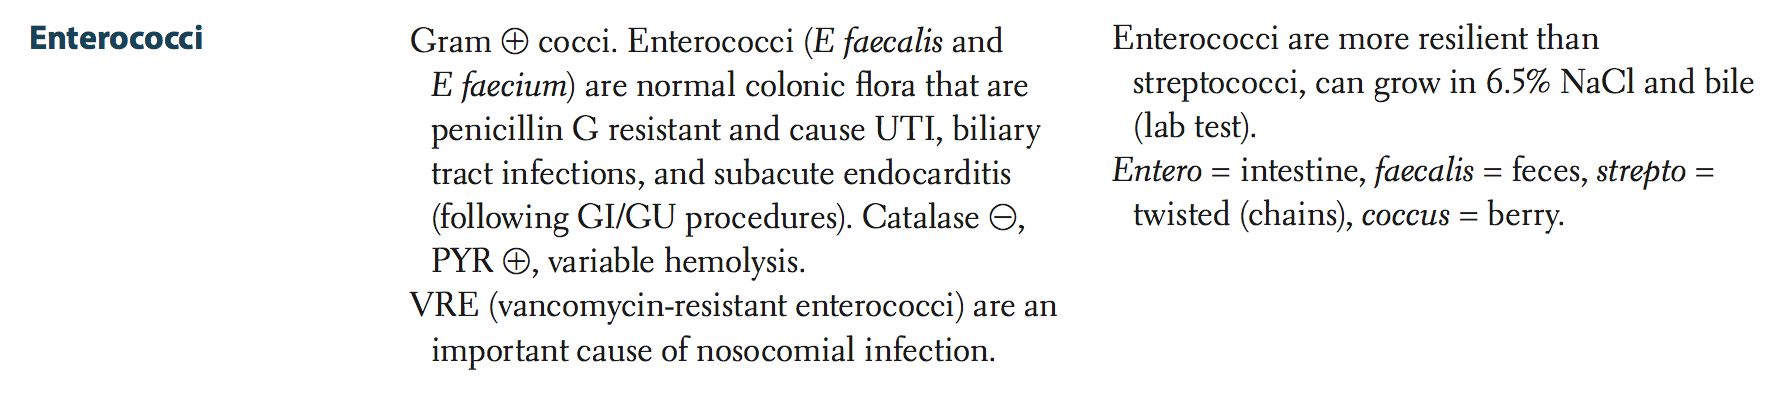 Enterococci
Gram ⊕ cocci. Enterococci (E faecalis and
E faecium) are normal colonic flora that are
penicillin G resistant and cause UTI, biliary
tract infections, and subacute endocarditis
(following GI/GU procedures). Catalase ⊖,
PYR ⊕, variable hemolysis.
VRE (vancomycin-resistant enterococci) are an
important cause of nosocomial infection.
Enterococci are more resilient than
streptococci, can grow in 6.5% NaCl and bile
(lab test).
Entero = intestine, faecalis = feces, strepto =
twisted (chains), coccus = berry.